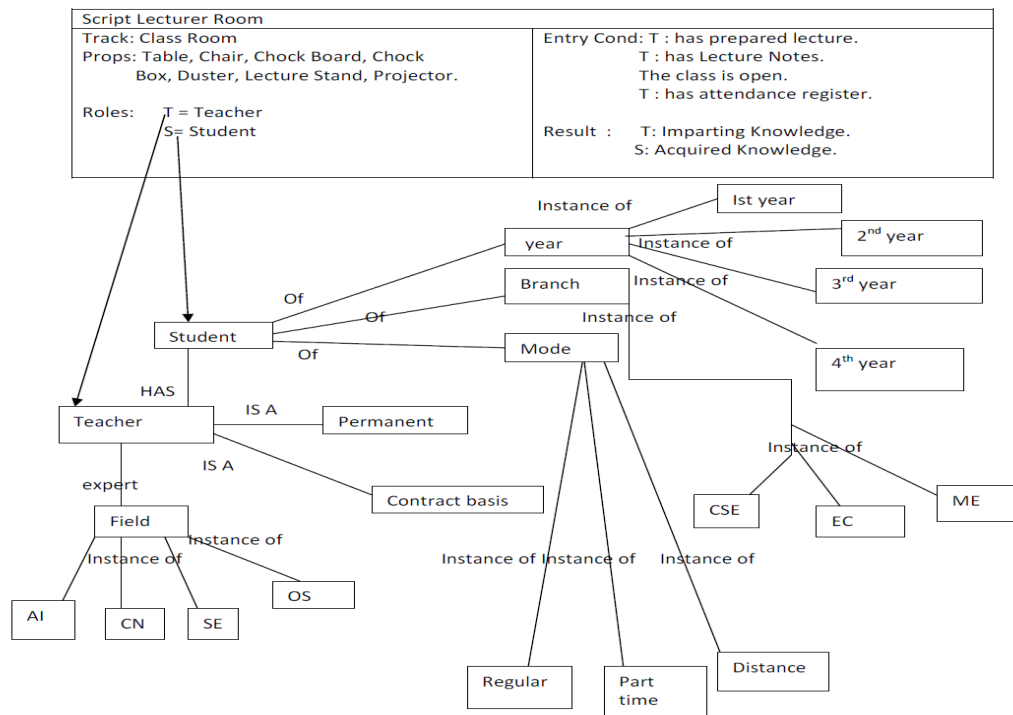 Script Lecturer Room
Track: Class Room
Props: Table, Chair, Chock Board, Chock
Box, Duster, Lecture Stand, Projector.
Roles: T = Teacher
S= Student
Entry Cond: T : has prepared lecture.
T : has Lecture Notes.
The class is open.
T : has attendance register.
Result : T: Imparting Knowledge.
S: Acquired Knowledge.
Instance of
Ist year
year
Instance of
2nd year
Branch
Instance of
3rd year
Of
Of
Instance of
Student
Of
Mode
4th year
HAS
IS A
Teacher
Permanent
IS A
Instance of
expert
Contract basis
CSE
EC
ME
Field
Instance of
Instance of
Instance of
Instance of
Instance of
OS
AI
CN
SE
Regular
Part
time
Distance